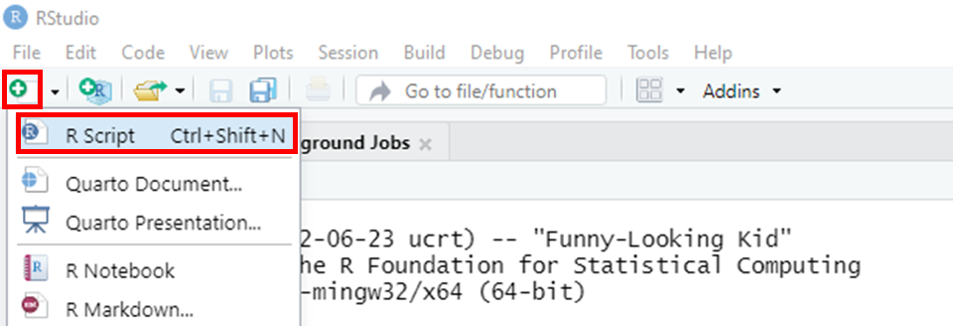 RStudio
File Edit Code View Plots Session Build Debug Profile Tools Help
Go to file/function Addins
R Script Ctrl+Shift+N
ground Jobs
Quarto Document...
Quarto Presentation...
2-06-23 ucrt) -- "Funny-Looking Kid"
R Notebook
he R Foundation for Statistical Computing
-mingw32/x64 (64-bit)
R Markdown...